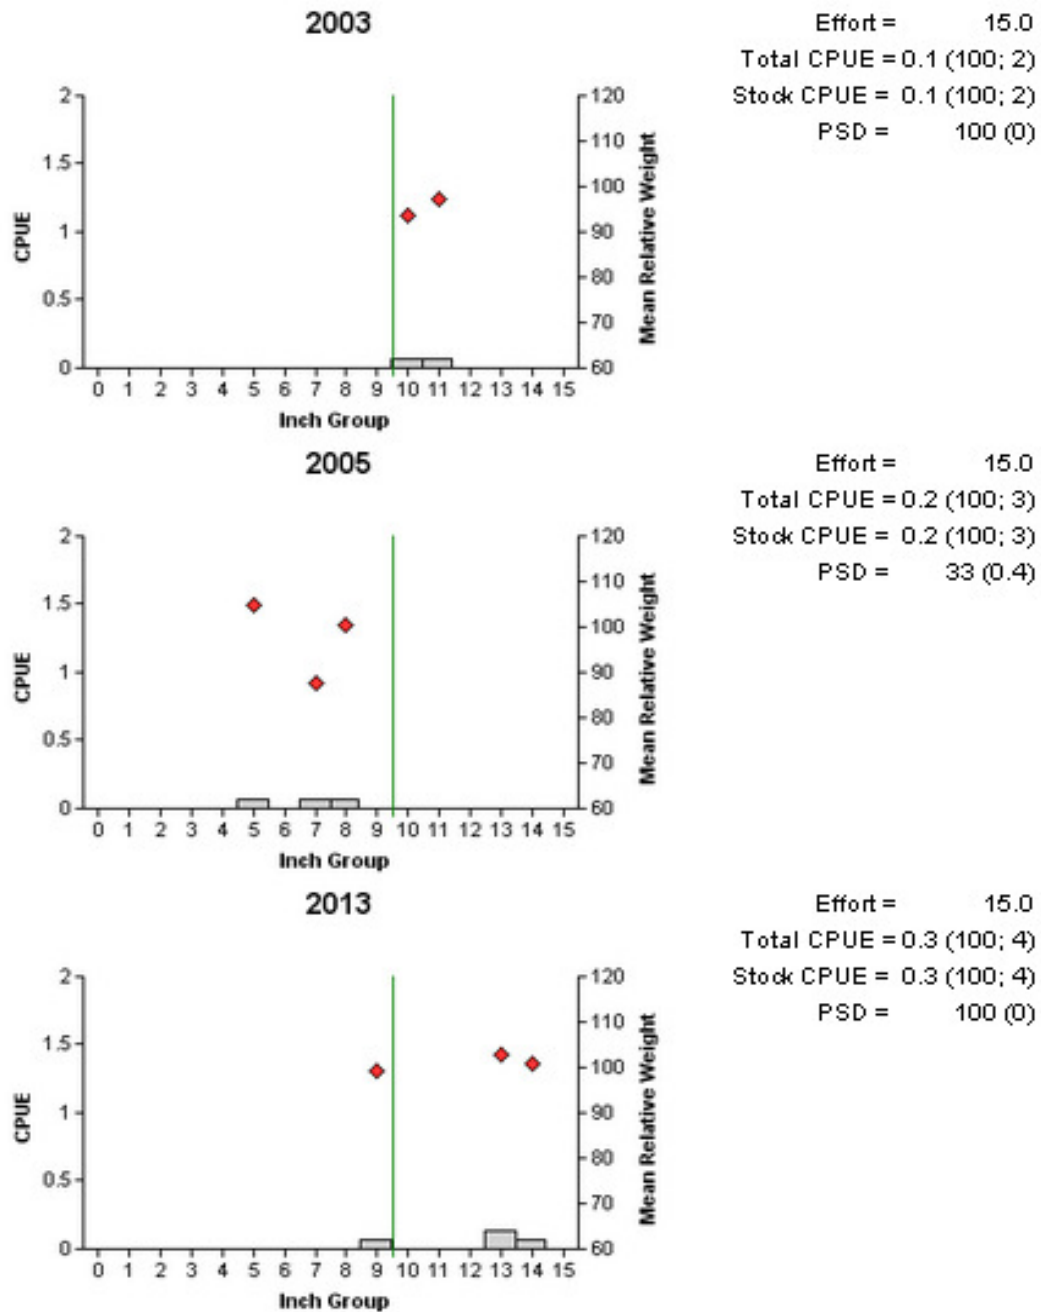 2003
Effort = 15.0
Total CPUE = 0.1 (100; 2)
Stock CPUE = 0.1 (100; 2)
PSD = 100 (0)
2
1.5
1
0.5
0
CPUE
120
110
100
90
80
70
60
Mean Relative Weight
0 1 2 3 4 5 6 7 8 9 10 11 12 13 14 15
Inch Group
2005
Effort = 15.0
Total CPUE = 0.2 (100; 3)
Stock CPUE = 0.2 (100; 3)
PSD = 33 (0.4)
2
1.5
1
0.5
0
CPUE
120
110
100
90
80
70
60
Mean Relative Weight
0 1 2 3 4 5 6 7 8 9 10 11 12 13 14 15
Inch Group
2013
Effort = 15.0
Total CPUE = 0.3 (100; 4)
Stock CPUE = 0.3 (100; 4)
PSD = 100 (0)
2
1.5
1
0.5
0
CPUE
120
110
100
90
80
70
60
Mean Relative Weight
0 1 2 3 4 5 6 7 8 9 10 11 12 13 14 15
Inch Group